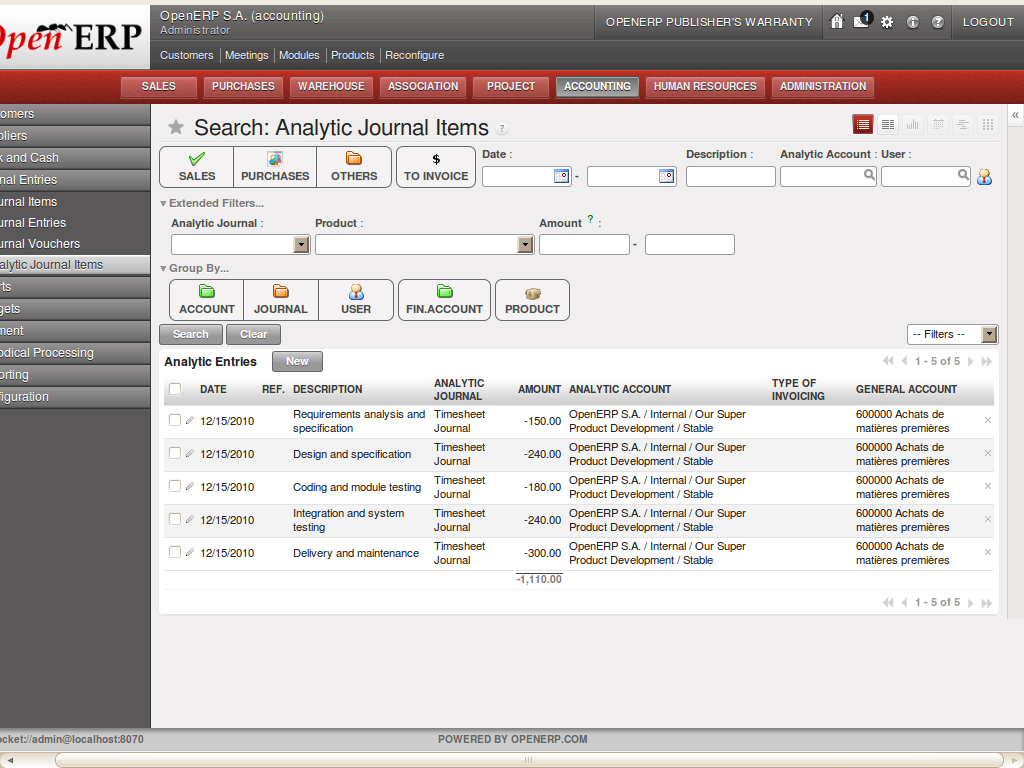 OpenERP
OpenERP S.A. (accounting)
Administrator
OPENERP PUBLISHER'S WARRANTY
1
LOGOUT
Customers Meetings Modules Products Reconfigure
SALES PURCHASES WAREHOUSE ASSOCIATION PROJECT ACCOUNTING HUMAN RESOURCES ADMINISTRATION
omers
liers
k and Cash
nal Entries
urnal Items
urnal Entries
urnal Vouchers
alytic Journal Items
rts
gets
ment
odical Processing
orting
figuration
Search: Analytic Journal Items ?
«
SALES PURCHASES OTHERS $ TO INVOICE
Date : - Description : Analytic Account : User :
Extended Filters...
Analytic Journal : Product : Amount ? :
-
Group By...
ACCOUNT JOURNAL USER FIN.ACCOUNT PRODUCT
Search Clear -- Filters --
Analytic Entries New 1 - 5 of 5
DATE REF. DESCRIPTION ANALYTIC JOURNAL AMOUNT ANALYTIC ACCOUNT TYPE OF INVOICING GENERAL ACCOUNT
12/15/2010 Requirements analysis and specification Timesheet Journal -150.00 OpenERP S.A. / Internal / Our Super Product Development / Stable 600000 Achats de matières premières
12/15/2010 Design and specification Timesheet Journal -240.00 OpenERP S.A. / Internal / Our Super Product Development / Stable 600000 Achats de matières premières
12/15/2010 Coding and module testing Timesheet Journal -180.00 OpenERP S.A. / Internal / Our Super Product Development / Stable 600000 Achats de matières premières
12/15/2010 Integration and system testing Timesheet Journal -240.00 OpenERP S.A. / Internal / Our Super Product Development / Stable 600000 Achats de matières premières
12/15/2010 Delivery and maintenance Timesheet Journal -300.00 OpenERP S.A. / Internal / Our Super Product Development / Stable 600000 Achats de matières premières
-1,110.00
1 - 5 of 5
ocket://admin@localhost:8070
POWERED BY OPENERP.COM